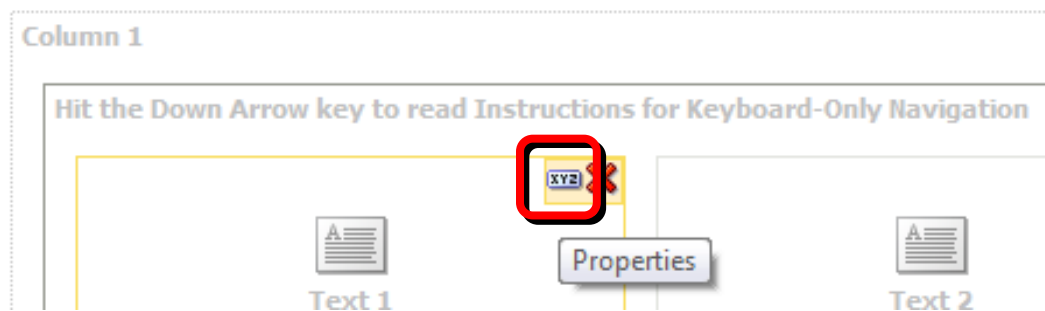 Column 1
Hit the Down Arrow key to read Instructions for Keyboard-Only Navigation
XYZ
A
A
Properties
Text 1
Text 2